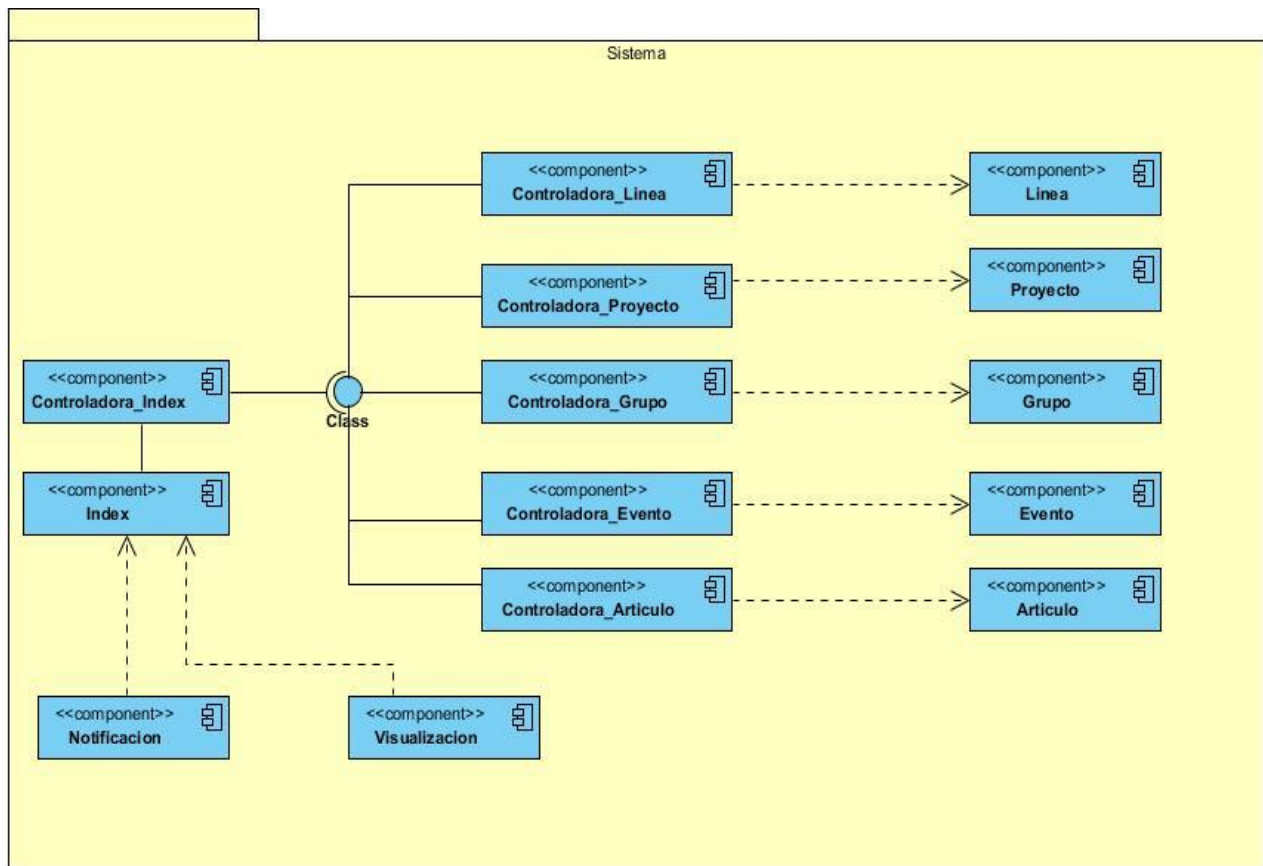 Sistema
<<component>>
Controladora_Linea
<<component>>
Linea
<<component>>
Controladora_Proyecto
<<component>>
Proyecto
<<component>>
Controladora_Index
Class
<<component>>
Controladora_Grupo
<<component>>
Grupo
<<component>>
Index
<<component>>
Controladora_Evento
<<component>>
Evento
<<component>>
Controladora_Articulo
<<component>>
Articulo
<<component>>
Notificacion
<<component>>
Visualizacion